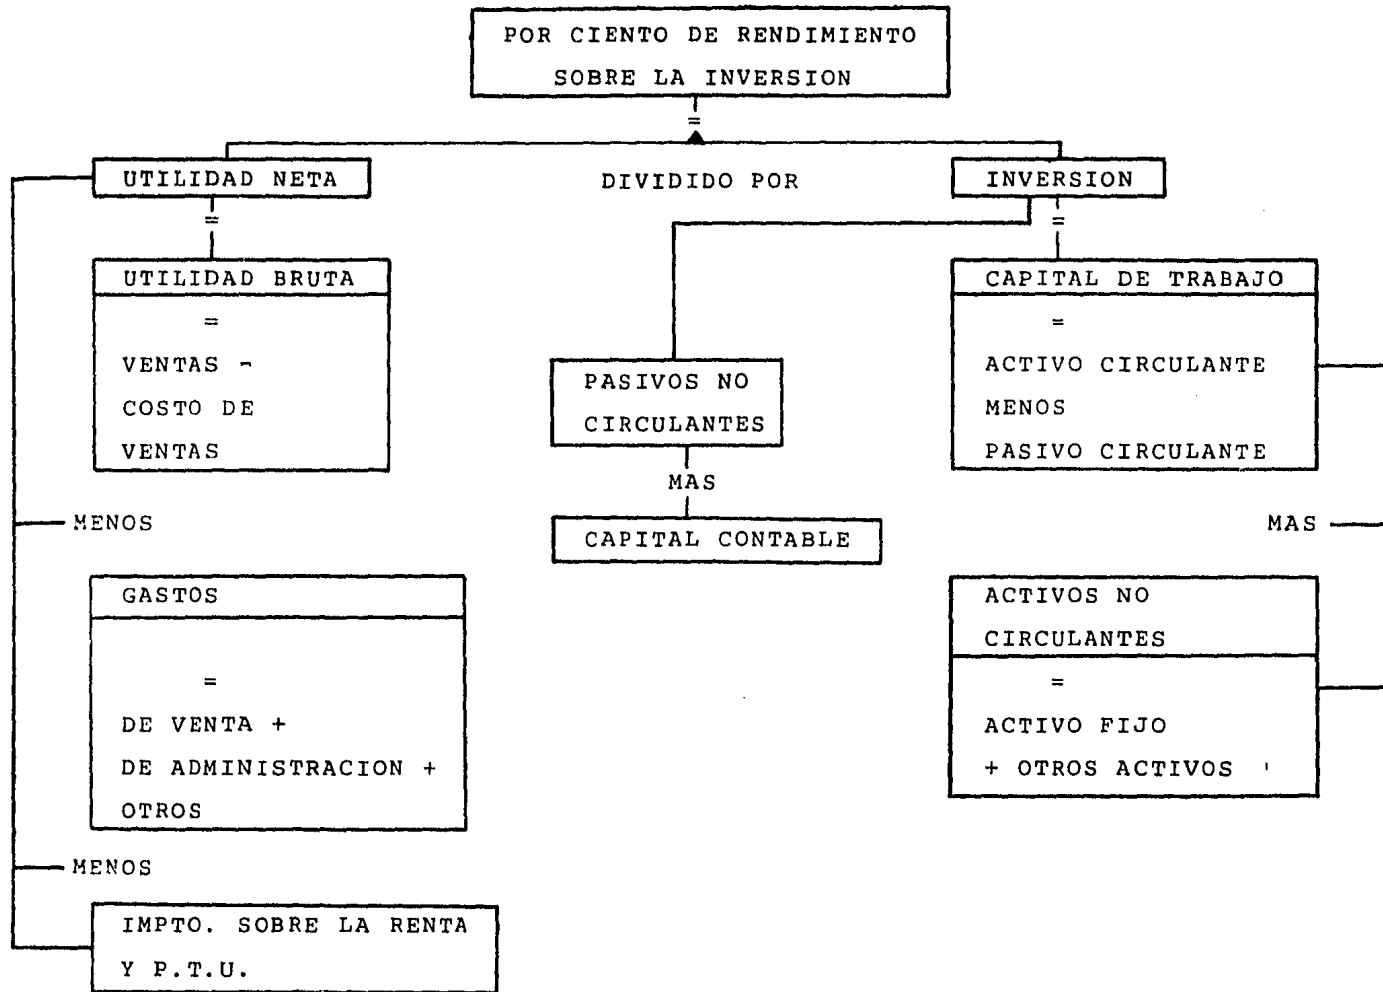 POR CIENTO DE RENDIMIENTO
SOBRE LA INVERSION
=
UTILIDAD NETA
DIVIDIDO POR
INVERSION
=
=
UTILIDAD BRUTA
=
VENTAS -
COSTO DE
VENTAS
PASIVOS NO
CIRCULANTES
MAS
CAPITAL CONTABLE
CAPITAL DE TRABAJO
=
ACTIVO CIRCULANTE
MENOS
PASIVO CIRCULANTE
MENOS
MAS
GASTOS
=
DE VENTA +
DE ADMINISTRACION +
OTROS
ACTIVOS NO
CIRCULANTES
=
ACTIVO FIJO
+ OTROS ACTIVOS
MENOS
IMPTO. SOBRE LA RENTA
Y P.T.U.